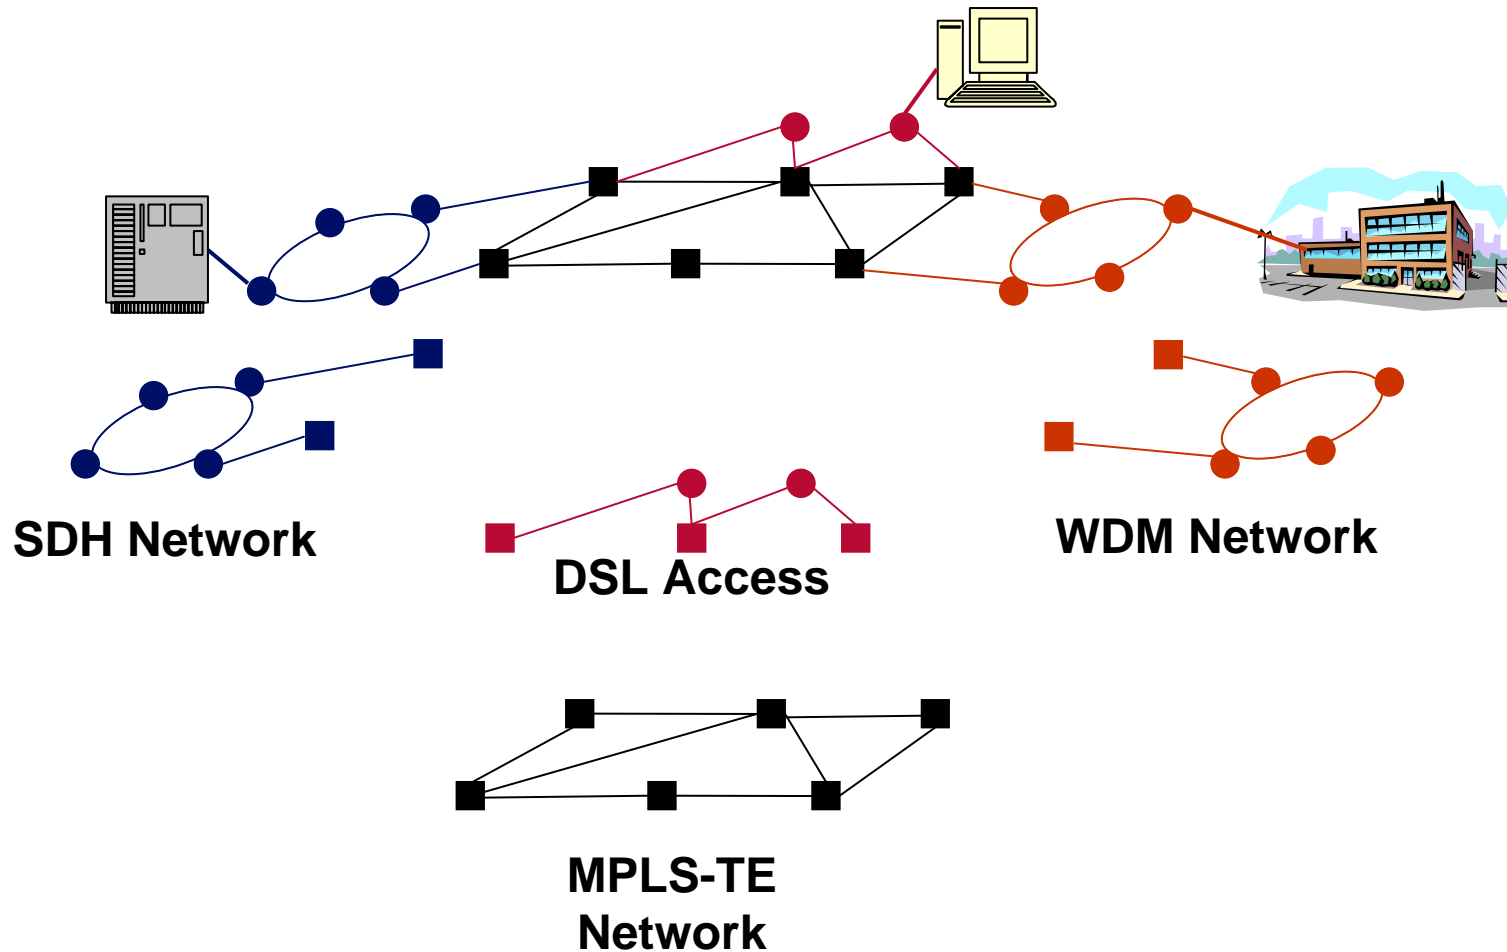 SDH Network
WDM Network
DSL Access
MPLS-TE
Network